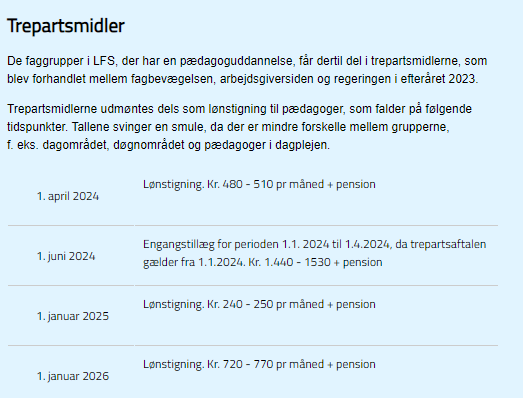 Trepartsmidler
De faggrupper i LFS, der har en pædagoguddannelse, får dertil del i trepartsmidlerne, som
blev forhandlet mellem fagbevægelsen, arbejdsgiversiden og regeringen i efteråret 2023.
Trepartsmidlerne udmøntes dels som lønstigning til pædagoger, som falder på følgende
tidspunkter. Tallene svinger en smule, da der er mindre forskelle mellem grupperne,
f. eks. dagområdet, døgnområdet og pædagoger i dagplejen.
1. april 2024 Lønstigning. Kr. 480 - 510 pr måned + pension
1. juni 2024 Engangstillæg for perioden 1.1. 2024 til 1.4.2024, da trepartsaftalen
gælder fra 1.1.2024. Kr. 1.440 - 1530 + pension
1. januar 2025 Lønstigning. Kr. 240 - 250 pr måned + pension
1. januar 2026 Lønstigning. Kr. 720 - 770 pr måned + pension